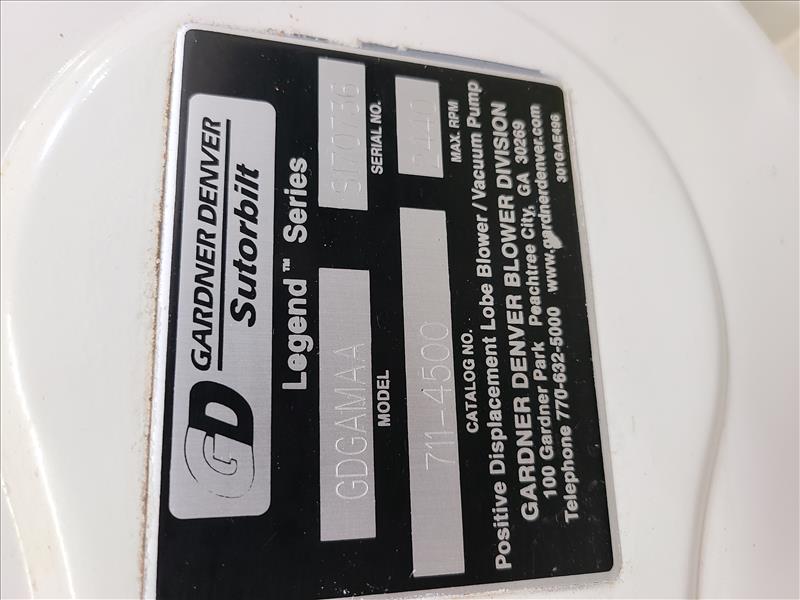 GD GARDNER DENVER
Sutorbilt
Legend™ Series
GDGAMAA S170736
MODEL SERIAL NO.
711-4500 2440
CATALOG NO. MAX. RPM
Positive Displacement Lobe Blower / Vacuum Pump
GARDNER DENVER BLOWER DIVISION
100 Gardner Park Peachtree City, GA 30269
Telephone 770-632-5000 www.gardnerdenver.com
301GAE496